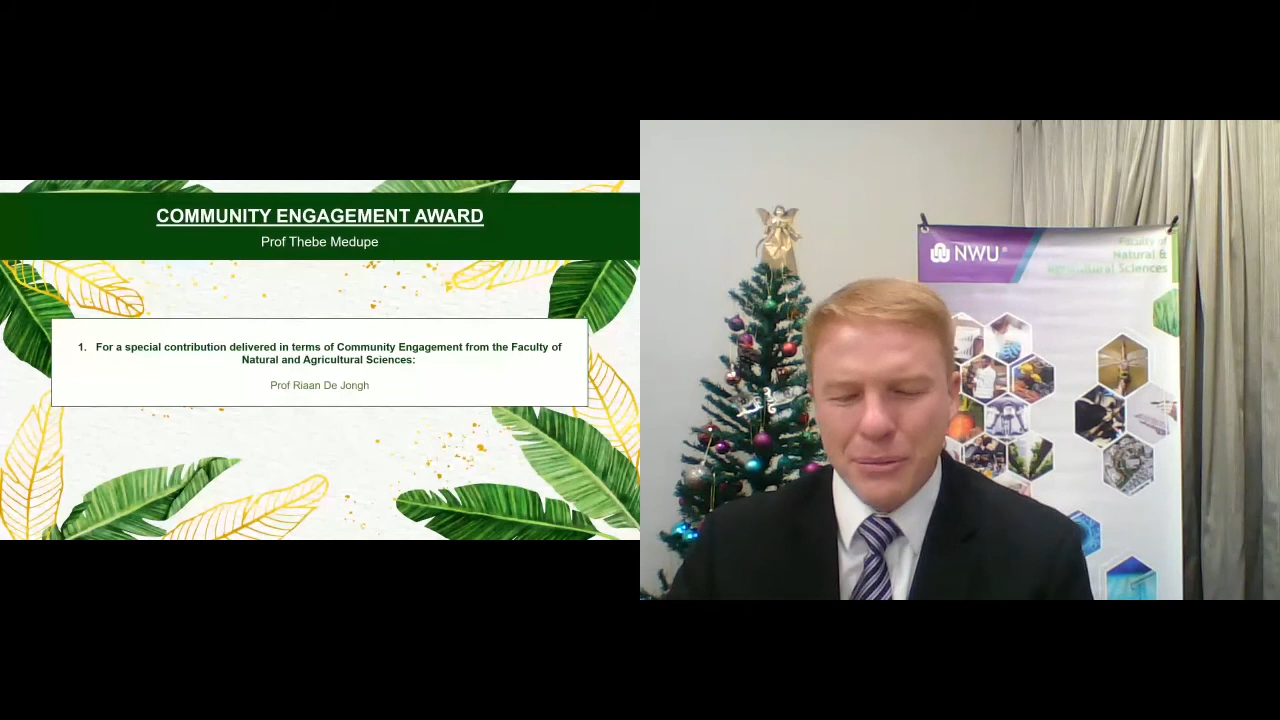 COMMUNITY ENGAGEMENT AWARD
Prof Thebe Medupe
1. For a special contribution delivered in terms of Community Engagement from the Faculty of
Natural and Agricultural Sciences:
Prof Riaan De Jongh
NWU®
Faculty of
Natural &
Agricultural Sciences